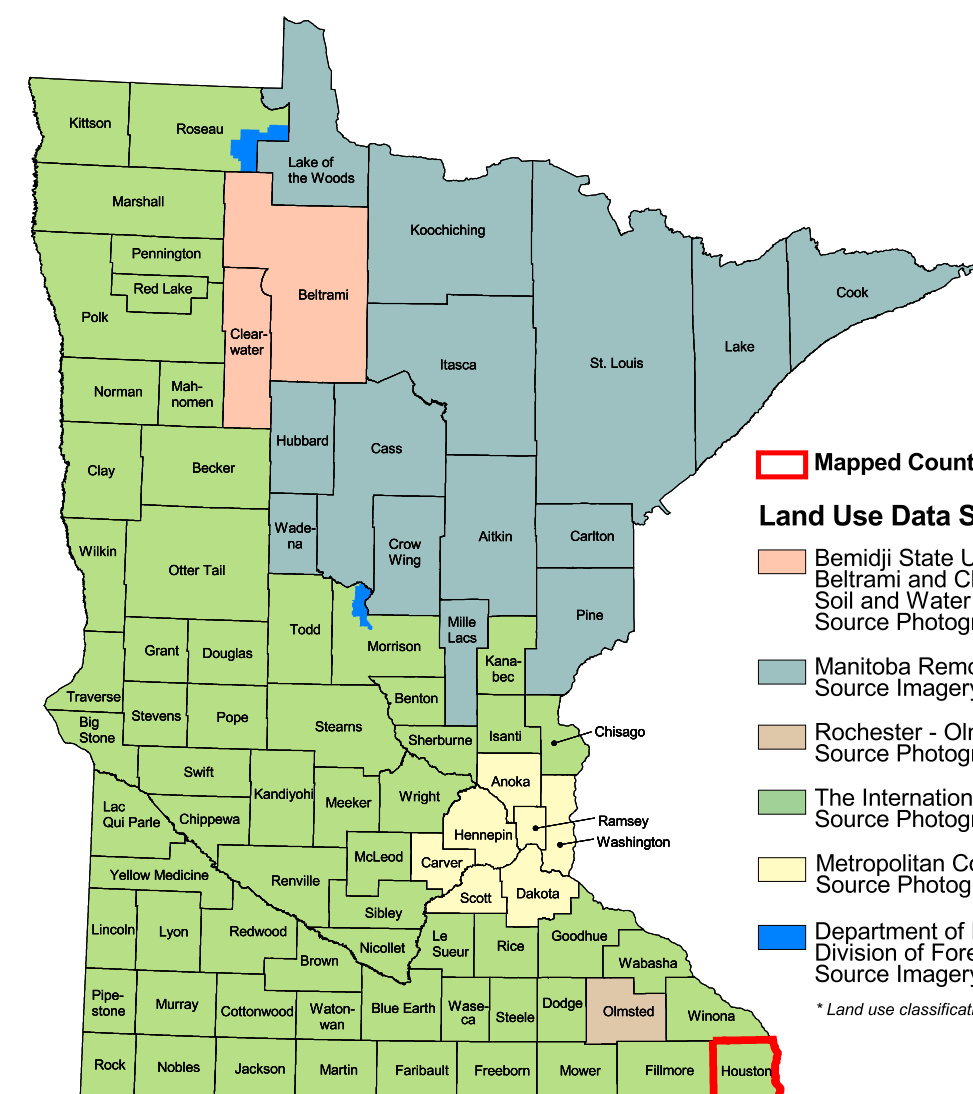 Kittson
Roseau
Lake of
the Woods
Marshall
Koochiching
Pennington
Red Lake
Beltrami
Cook
Polk
Clear-
water
Lake
St. Louis
Itasca
Norman
Mah-
nomen
Hubbard
Cass
Clay
Becker
Mapped Count
Land Use Data S
Wade-
na
Aitkin
Carlton
Crow
Wing
Wilkin
Otter Tail
Bemidji State U
Beltrami and Cl
Soil and Water
Source Photogr
Pine
Mille
Lacs
Todd
Morrison
Grant
Douglas
Kana-
bec
Manitoba Remo
Source Imagery
Traverse
Benton
Big
Stone
Stevens
Pope
Stearns
Sherburne
Isanti
Chisago
Rochester - Olm
Source Photogr
Swift
Anoka
Kandiyohi
Meeker
Wright
The Internation
Source Photogr
Lac
Qui Parle
Chippewa
Hennepin
Ramsey
Washington
McLeod
Carver
Yellow Medicine
Renville
Scott
Dakota
Metropolitan Co
Source Photog
Sibley
Lincoln
Lyon
Redwood
Nicollet
Le
Sueur
Rice
Goodhue
Brown
Wabasha
Department of
Division of Fore
Source Imagery
Pipe-
stone
Murray
Cottonwood
Waton-
wan
Blue Earth
Wase-
ca
Steele
Dodge
Olmsted
Winona
* Land use classificati
Rock
Nobles
Jackson
Martin
Faribault
Freeborn
Mower
Fillmore
Houston